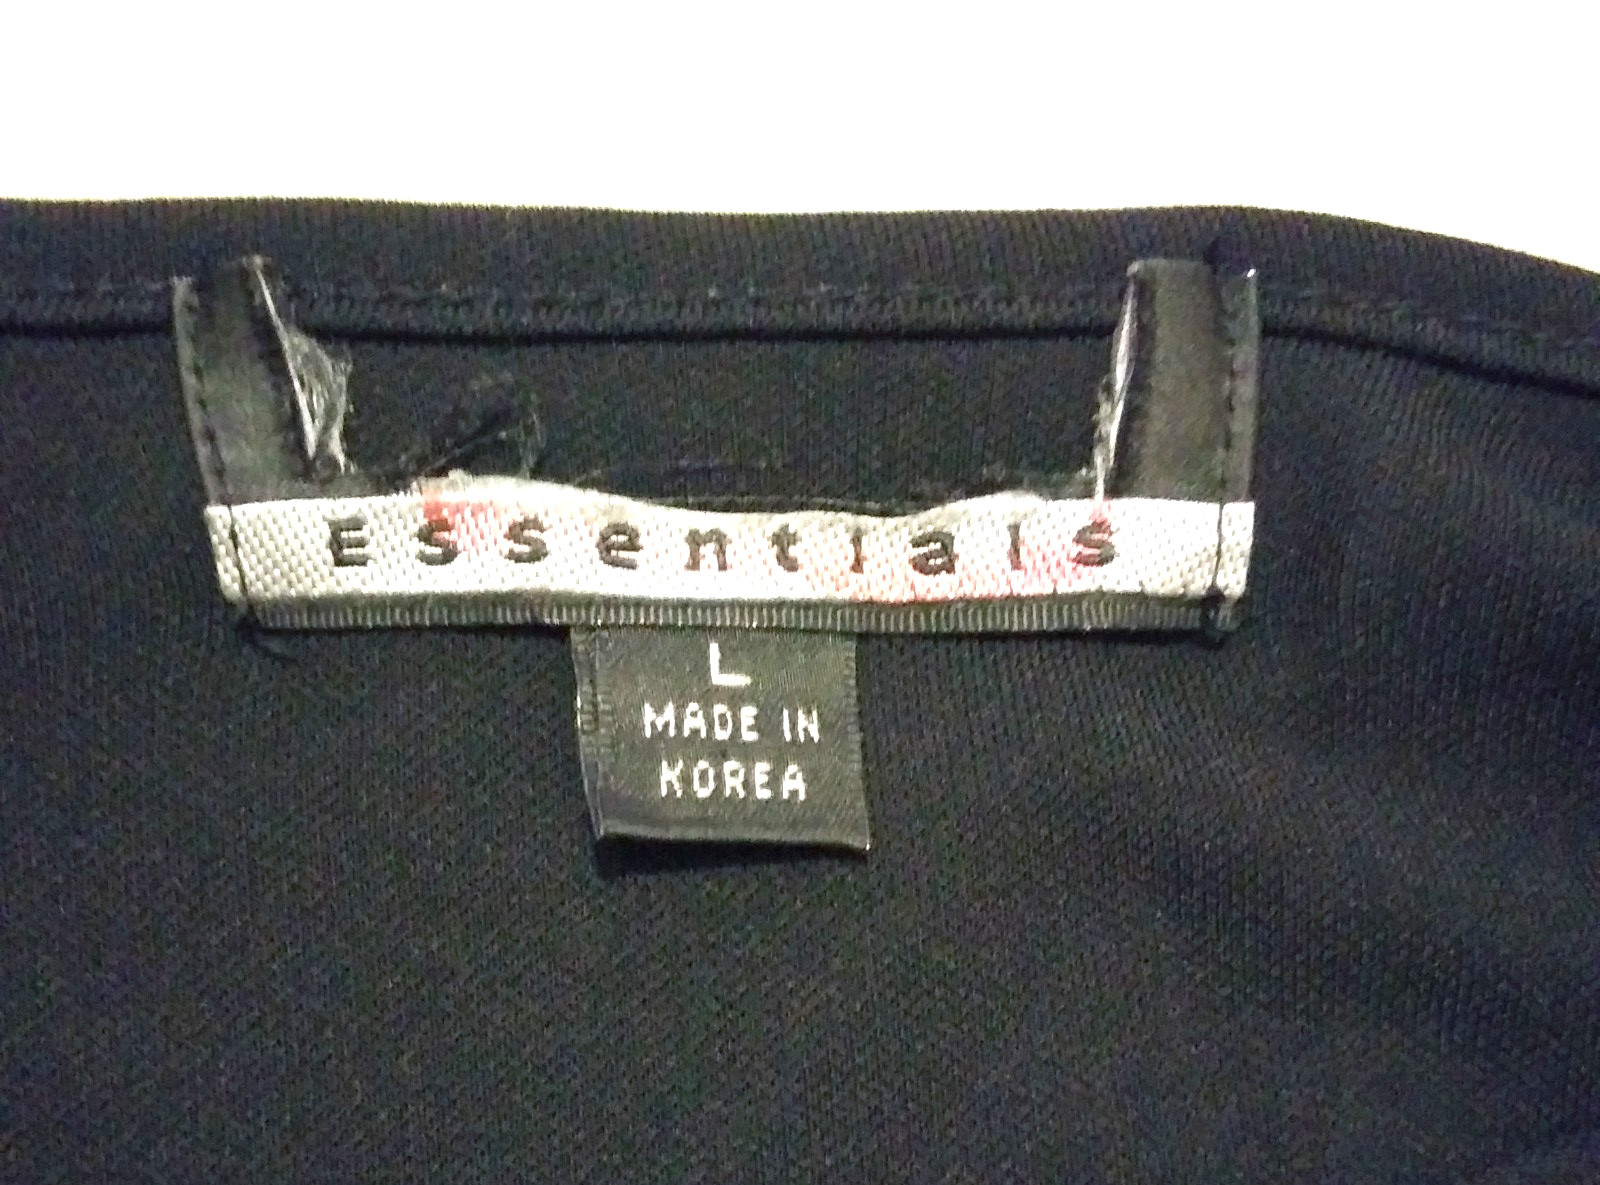 Essentials
L
MADE IN
KOREA